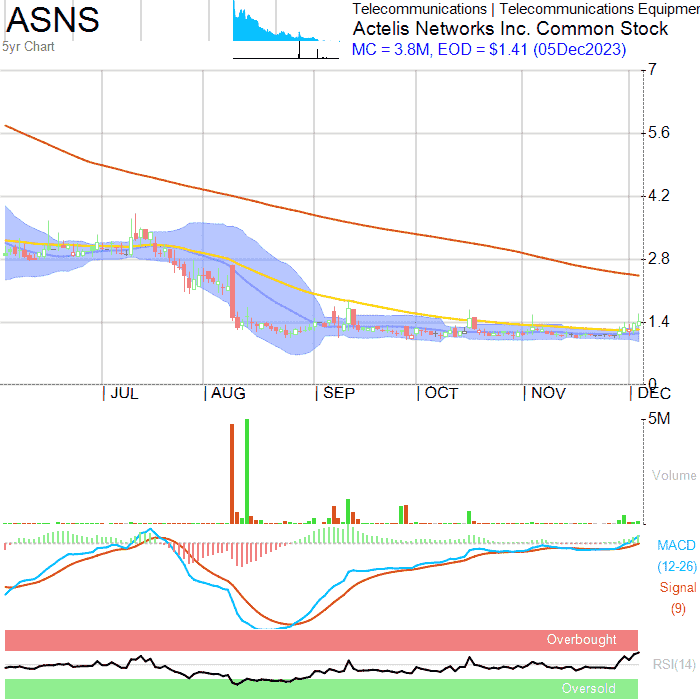 ASNS
5yr Chart
Telecommunications | Telecommunications Equipmen
Actelis Networks Inc. Common Stock
MC = 3.8M, EOD = $1.41 (05Dec2023)
7
5.6
4.2
2.8
1.4
0
JUL AUG SEP OCT NOV DEC
5M
Volume
MACD
(12-26)
Signal
(9)
Overbought
RSI(14)
Oversold